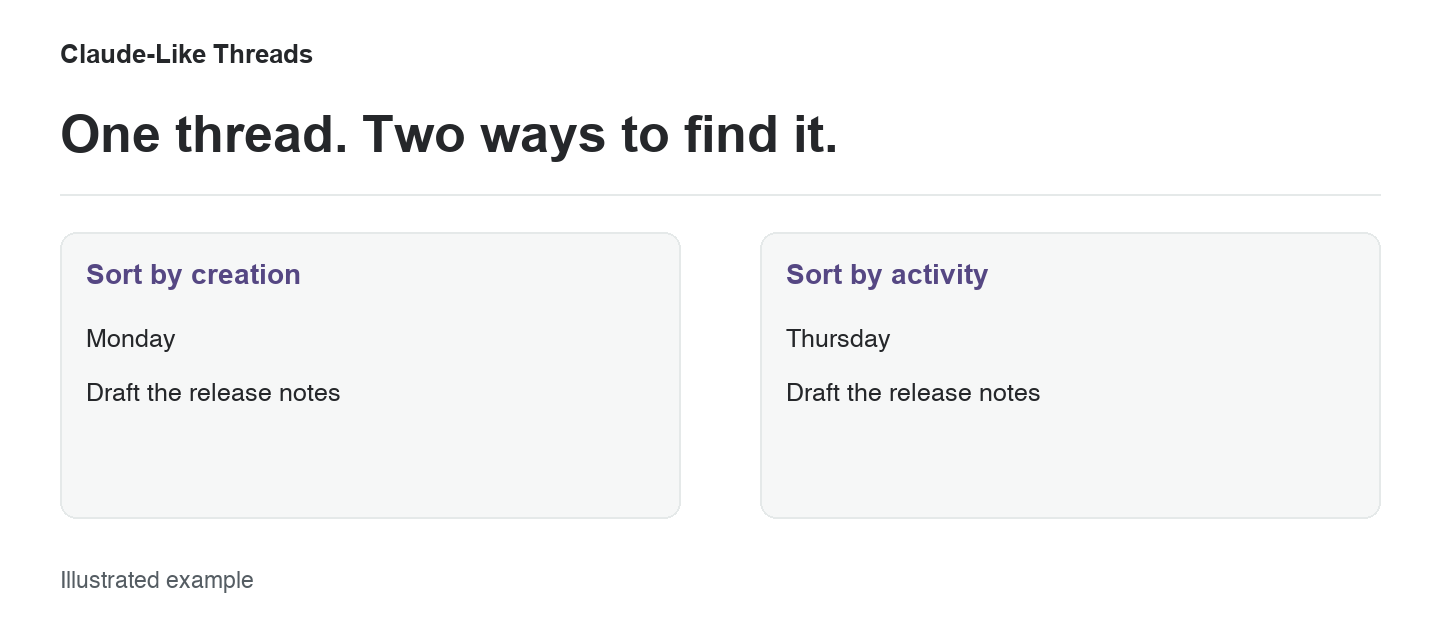 Claude-Like Threads
One thread. Two ways to find it.
Sort by creation
Monday
Draft the release notes
Sort by activity
Thursday
Draft the release notes
Illustrated example